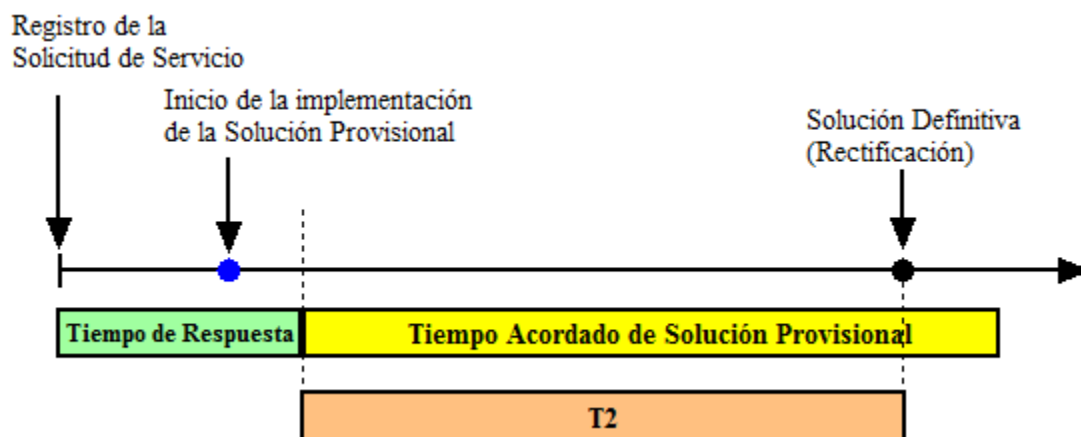 Registro de la
Solicitud de Servicio
Inicio de la implementación
de la Solución Provisional
Solución Definitiva
(Rectificación)
Tiempo de Respuesta
Tiempo Acordado de Solución Provisional
T2